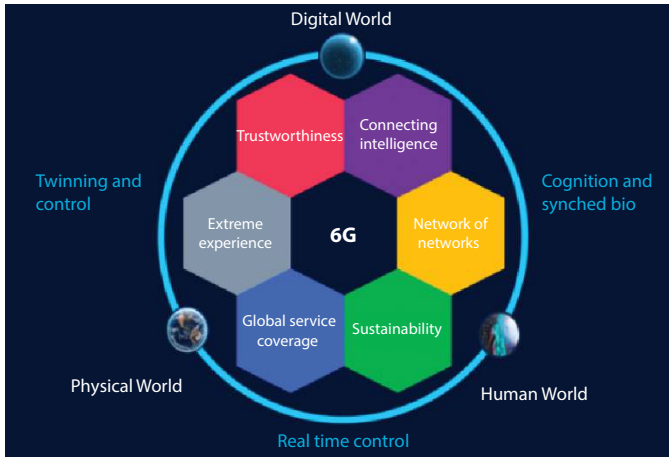 Digital World
Trustworthiness
Connecting
intelligence
Twinning and
control
Cognition and
synched bio
Extreme
experience
6G
Network of
networks
Global service
coverage
Sustainability
Physical World
Human World
Real time control